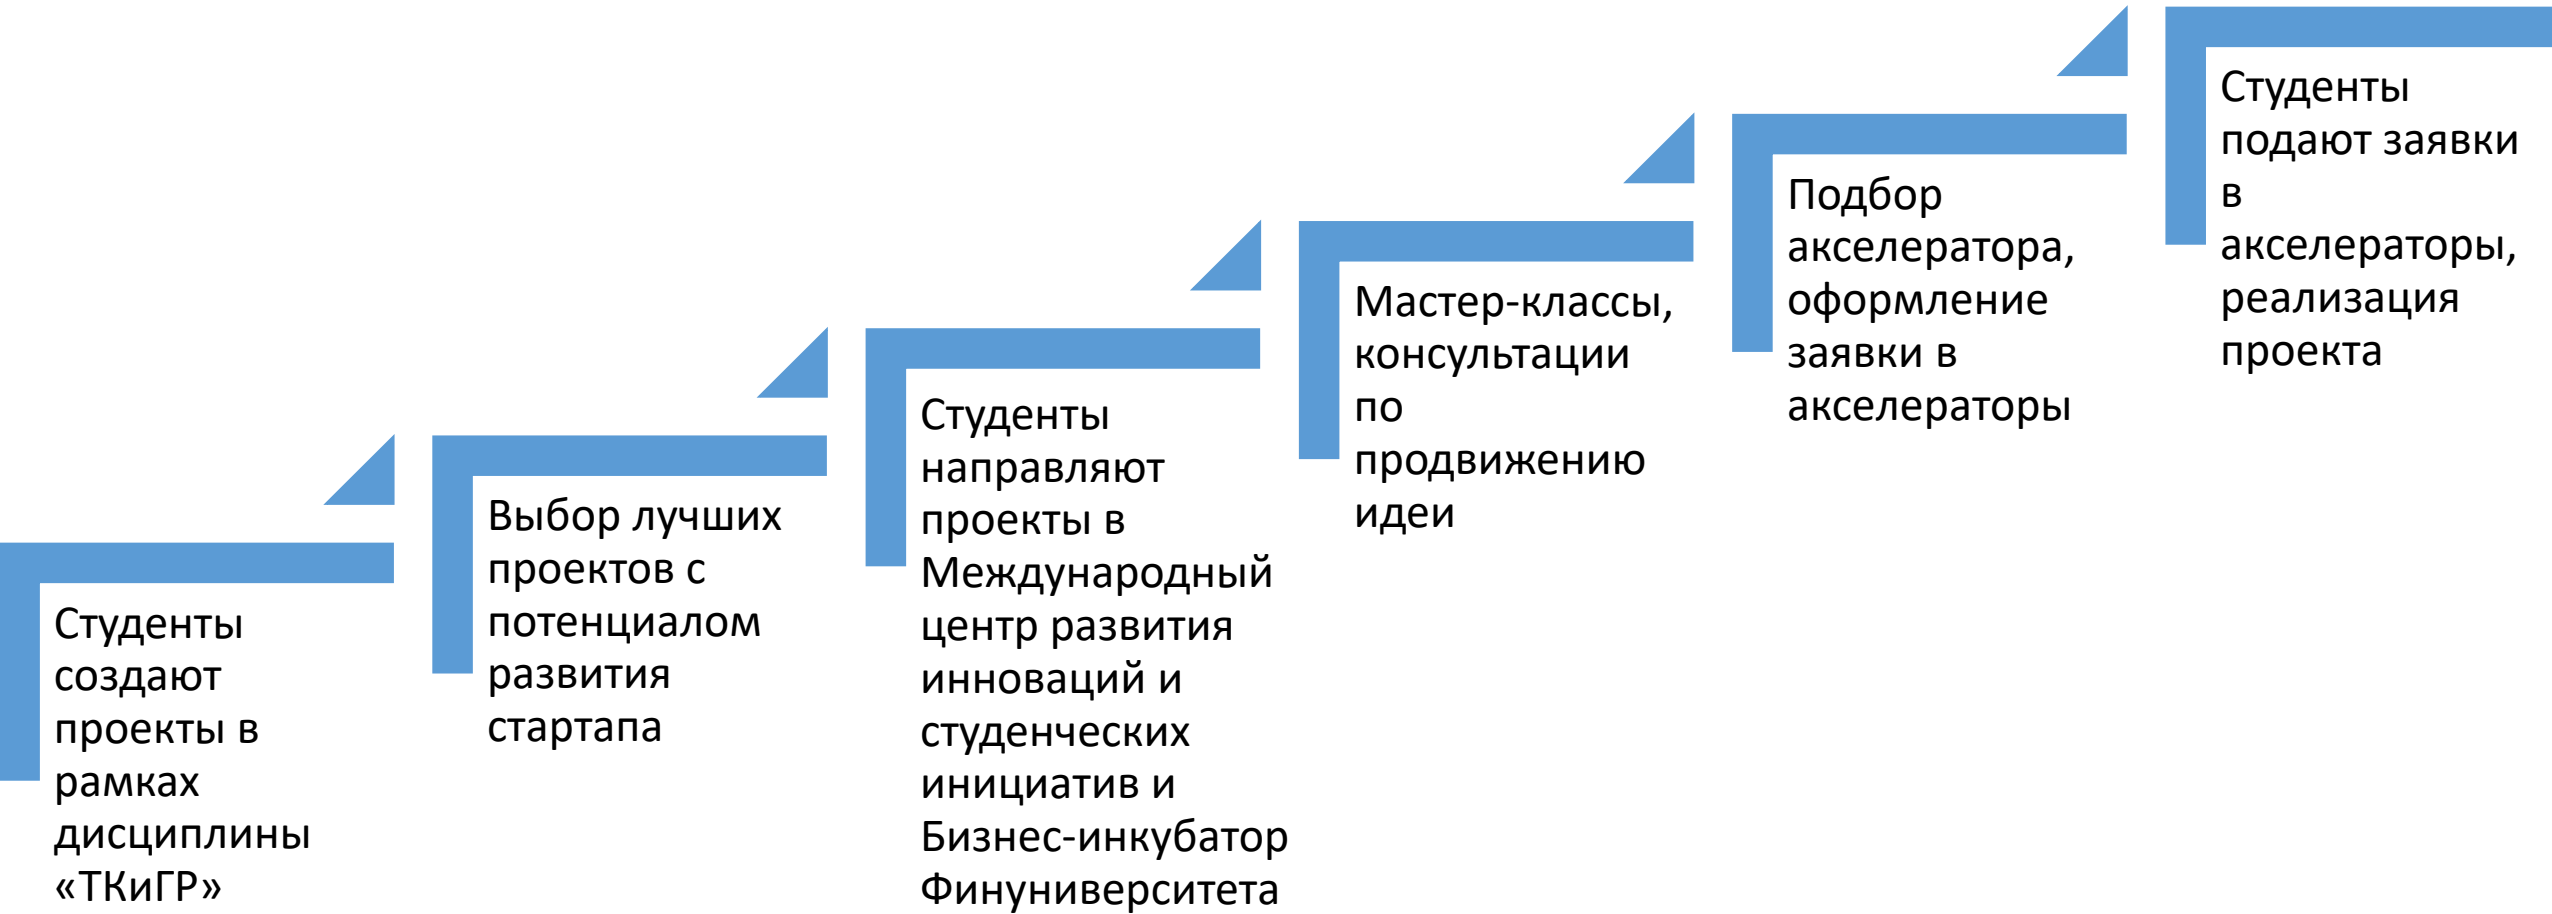 Студенты
создают
проекты в
рамках
дисциплины
«ТКиГР»
Выбор лучших
проектов с
потенциалом
развития
стартапа
Студенты
направляют
проекты в
Международный
центр развития
инноваций и
студенческих
инициатив и
Бизнес-инкубатор
Финуниверситета
Мастер-классы,
консультации
по
продвижению
идеи
Подбор
акселератора,
оформление
заявки в
акселераторы
Студенты
подают заявки
в
акселераторы,
реализация
проекта